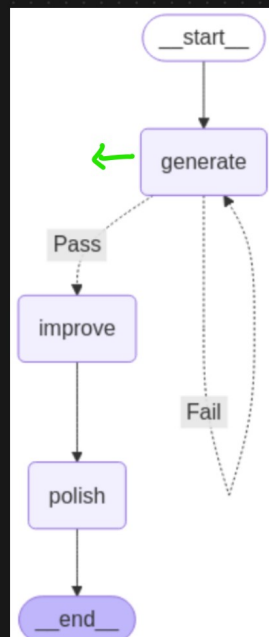 __start__
generate
Pass
improve
Fail
polish
__end__